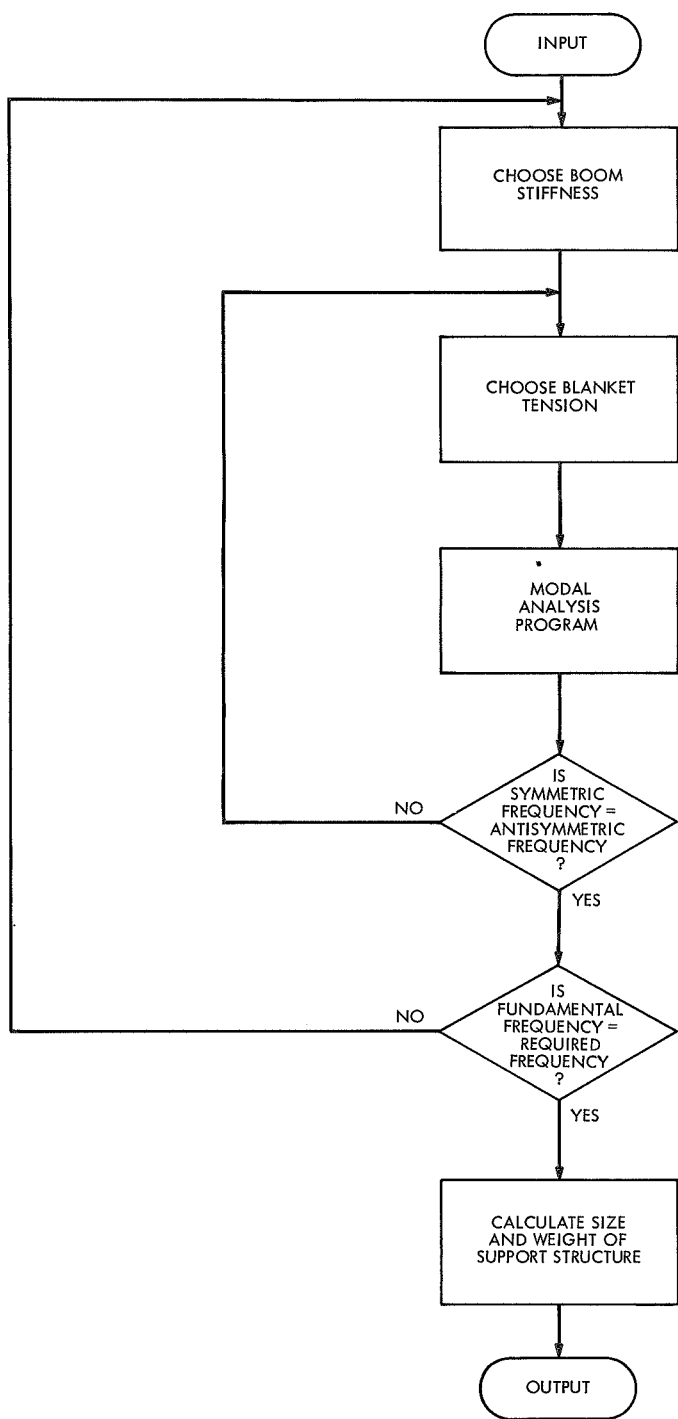 INPUT
CHOOSE BOOM
STIFFNESS
CHOOSE BLANKET
TENSION
MODAL
ANALYSIS
PROGRAM
IS
SYMMETRIC
FREQUENCY =
ANTISYMMETRIC
FREQUENCY
?
NO
YES
IS
FUNDAMENTAL
FREQUENCY =
REQUIRED
FREQUENCY
?
NO
YES
CALCULATE SIZE
AND WEIGHT OF
SUPPORT STRUCTURE
OUTPUT